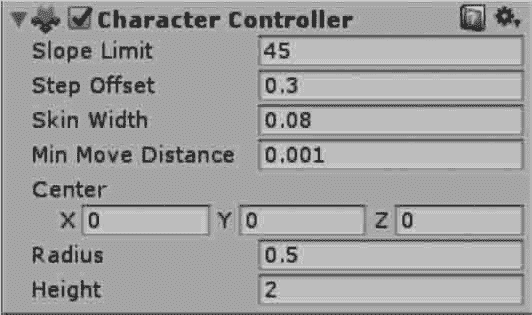 Character Controller
Slope Limit 45
Step Offset 0.3
Skin Width 0.08
Min Move Distance 0.001
Center
X 0 Y 0 Z 0
Radius 0.5
Height 2